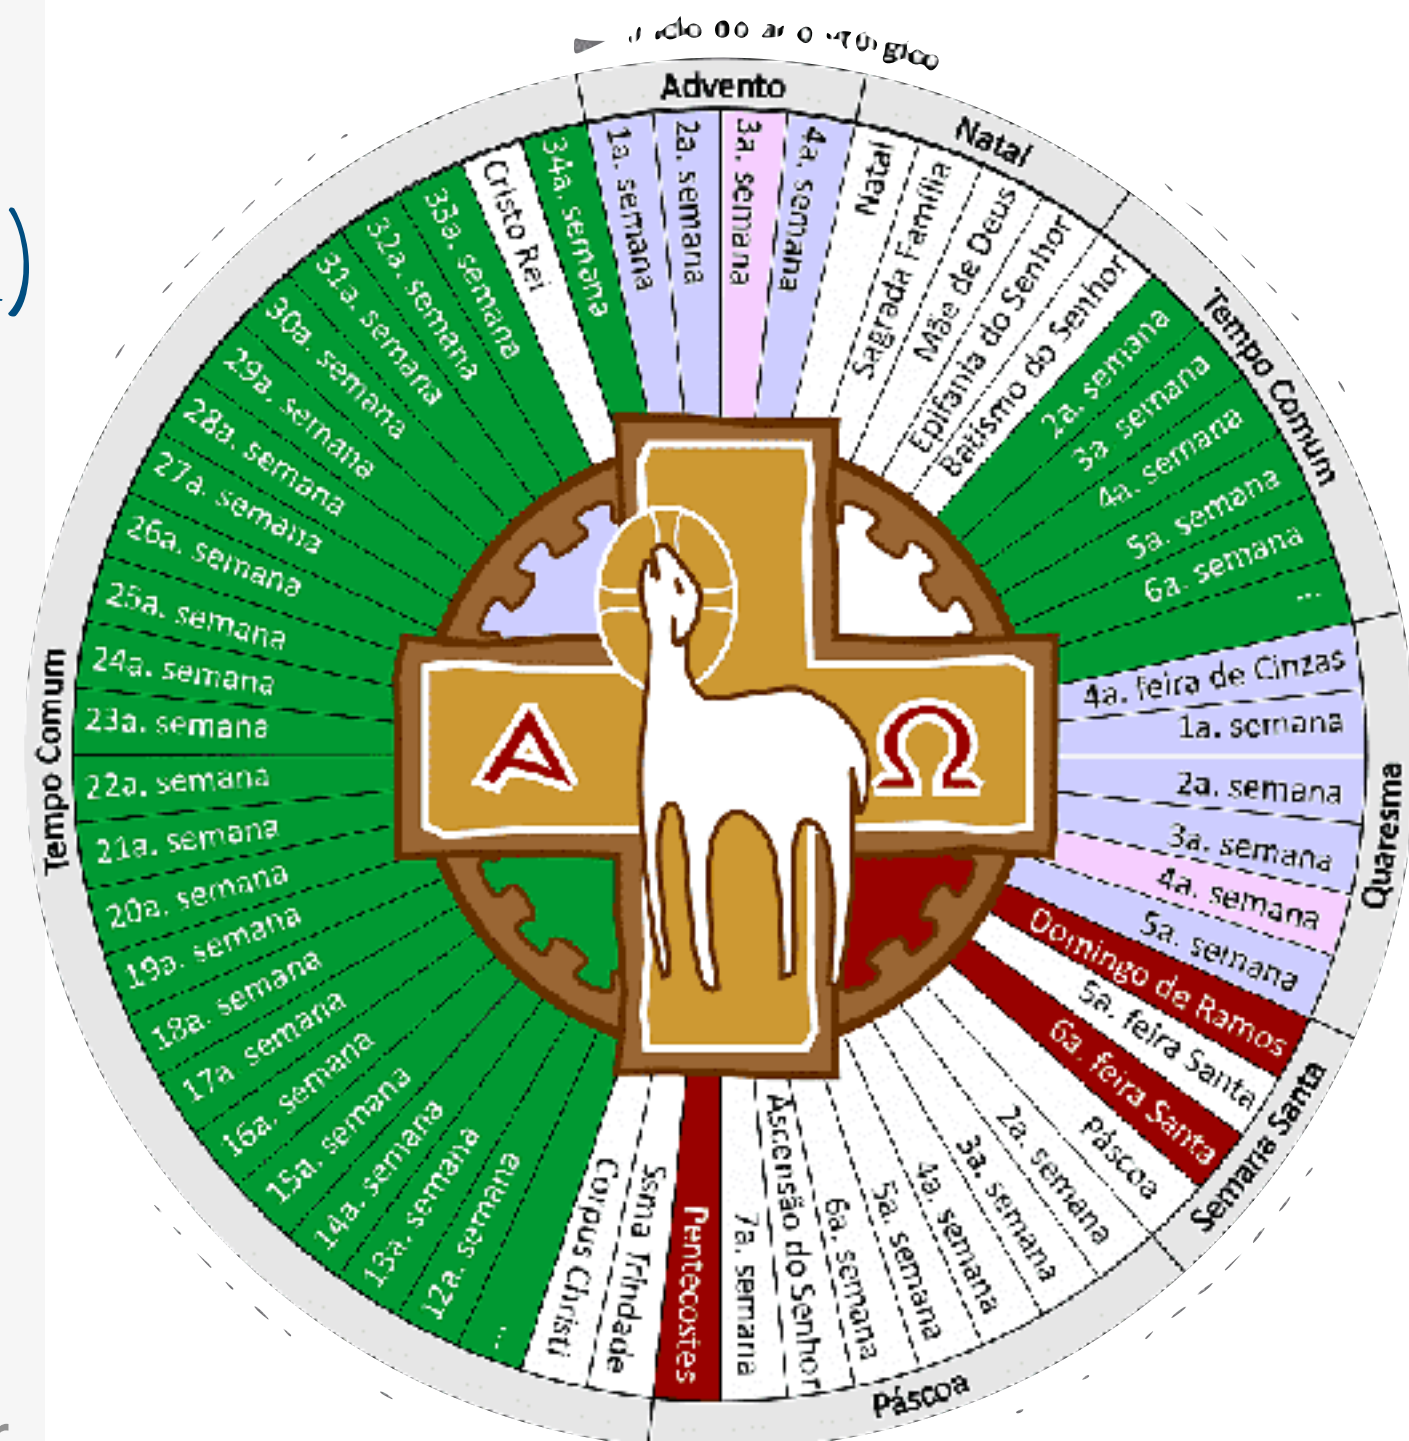 Início do ano litúrgico
Advento
1a. semana
2a. semana
3a. semana
4a. semana
Natal
Natal
Sagrada Família
Mãe de Deus
Epifania do Senhor
Batismo do Senhor
Tempo Comum
2a. semana
3a. semana
4a. semana
5a. semana
6a. semana
...
Quaresma
4a. feira de Cinzas
1a. semana
2a. semana
3a. semana
4a. semana
5a. semana
Semana Santa
Domingo de Ramos
5a. feira Santa
6a. feira Santa
Páscoa
páscoa
2a. semana
3a. semana
4a. semana
5a. semana
6a. semana
Ascensão do Senhor
7a. semana
Pentecostes
Tempo Comum
Ssma Trindade
Corpus Christi
...
12a. semana
13a. semana
14a. semana
15a. semana
16a. semana
17a. semana
18a. semana
19a. semana
20a. semana
21a. semana
22a. semana
23a. semana
24a. semana
25a. semana
26a. semana
27a. semana
28a. semana
29a. semana
30a. semana
31a. semana
32a. semana
33a. semana
Cristo Rei
34a. semana
Α
Ω
)